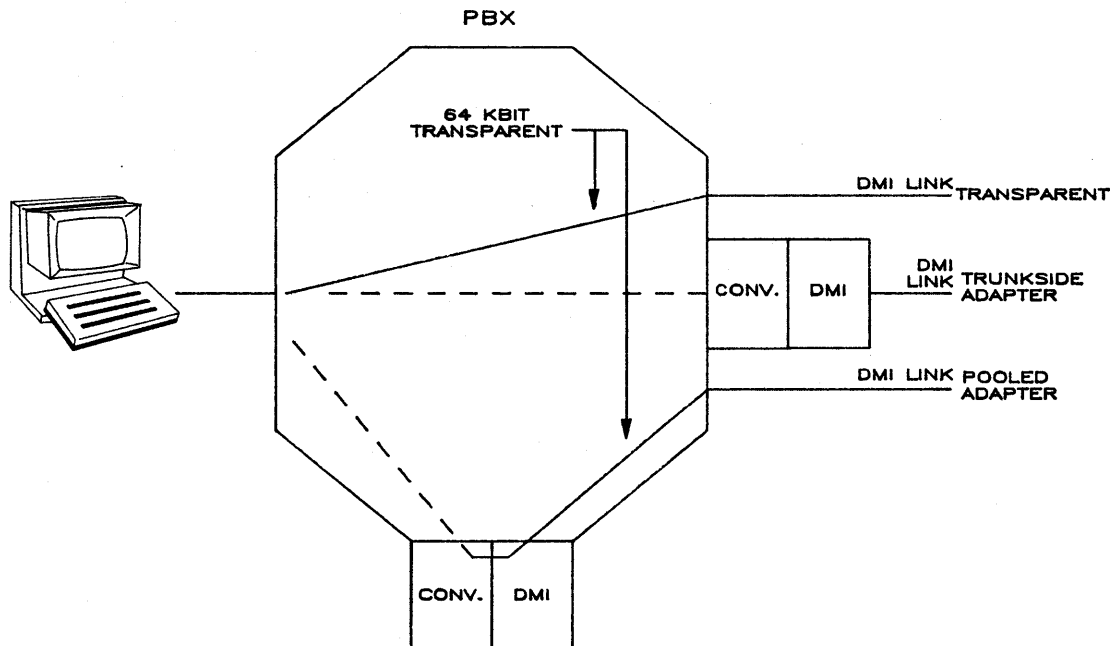 PBX
64 KBIT
TRANSPARENT
DMI LINK TRANSPARENT
CONV. DMI
DMI
LINK TRUNKSIDE
ADAPTER
DMI LINK POOLED
ADAPTER
CONV. DMI